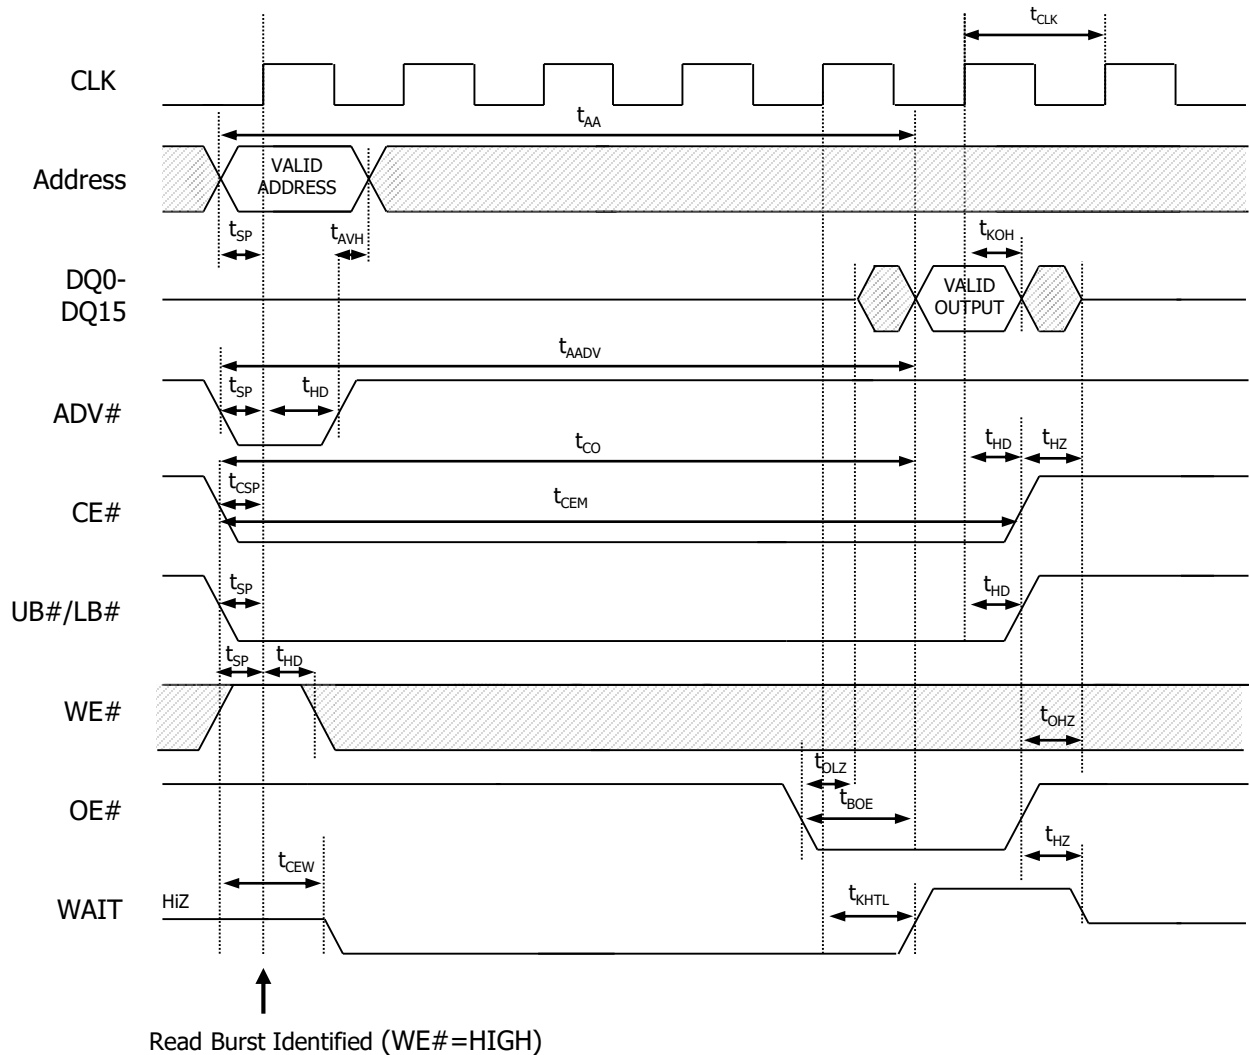 tCLK
CLK
tAA
Address
VALID
ADDRESS
tSP
tAVH
tKOH
DQ0-
DQ15
VALID
OUTPUT
tAADV
tSP
tHD
ADV#
tCO
tHD
tHZ
tCSP
tCEM
CE#
tSP
tHD
UB#/LB#
tSP
tHD
WE#
tOHZ
tOLZ
OE#
tBOE
tHZ
tCEW
HiZ
WAIT
tKHTL
Read Burst Identified (WE#=HIGH)